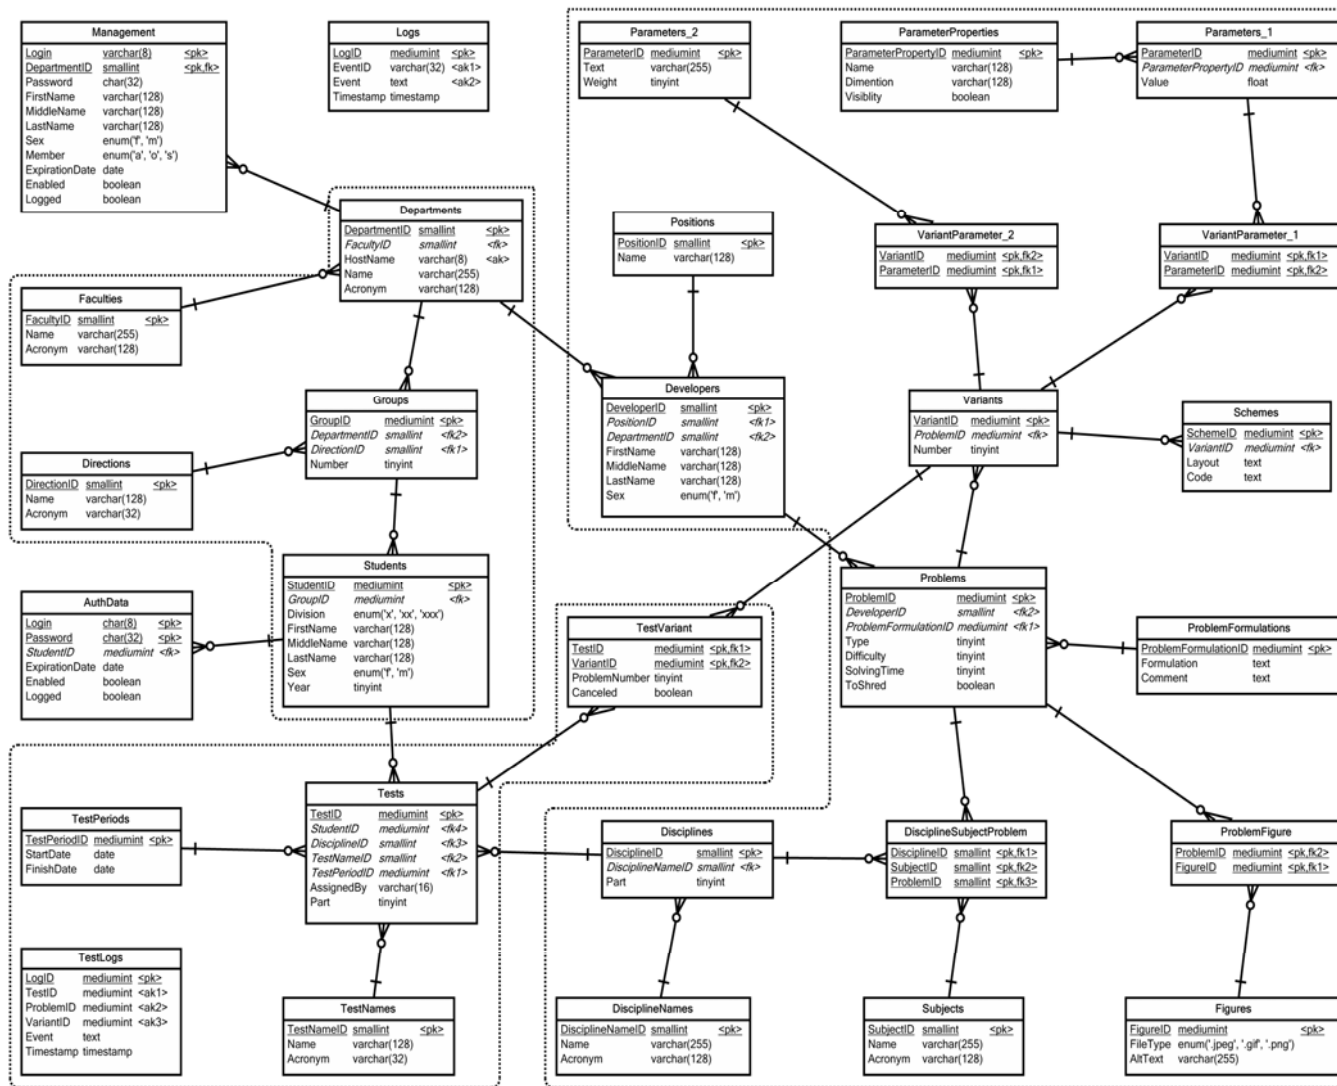 Management
Login varchar(8) <pk>
DepartmentID smallint <pk,fk>
Password char(32)
FirstName varchar(128)
MiddleName varchar(128)
LastName varchar(128)
Sex enum('f', 'm')
Member enum('a', 'o', 's')
ExpirationDate date
Enabled boolean
Logged boolean
Logs
LogID mediumint <pk>
EventID varchar(32) <ak1>
Event text <ak2>
Timestamp timestamp
Parameters_2
ParameterID mediumint <pk>
Text varchar(255)
Weight tinyint
ParameterProperties
ParameterPropertyID mediumint <pk>
Name varchar(128)
Dimention varchar(128)
Visiblity boolean
Parameters_1
ParameterID mediumint <pk>
ParameterPropertyID mediumint <fk>
Value float
Departments
DepartmentID smallint <pk>
FacultyID smallint <fk>
HostName varchar(8) <ak>
Name varchar(255)
Acronym varchar(128)
Positions
PositionID smallint <pk>
Name varchar(128)
VariantParameter_2
VariantID mediumint <pk,fk2>
ParameterID mediumint <pk,fk1>
VariantParameter_1
VariantID mediumint <pk,fk1>
ParameterID mediumint <pk,fk2>
Faculties
FacultyID smallint <pk>
Name varchar(255)
Acronym varchar(128)
Groups
GroupID mediumint <pk>
DepartmentID smallint <fk2>
DirectionID smallint <fk1>
Number tinyint
Developers
DeveloperID smallint <pk>
PositionID smallint <fk1>
DepartmentID smallint <fk2>
FirstName varchar(128)
MiddleName varchar(128)
LastName varchar(128)
Sex enum('f', 'm')
Variants
VariantID mediumint <pk>
ProblemID mediumint <fk>
Number tinyint
Schemes
SchemeID mediumint <pk>
VariantID mediumint <fk>
Layout text
Code text
Directions
DirectionID smallint <pk>
Name varchar(128)
Acronym varchar(32)
Students
StudentID mediumint <pk>
GroupID mediumint <fk>
Division enum('x', 'xx', 'xxx')
FirstName varchar(128)
MiddleName varchar(128)
LastName varchar(128)
Sex enum('f', 'm')
Year tinyint
AuthData
Login char(8) <pk>
Password char(32) <pk>
StudentID mediumint <fk>
ExpirationDate date
Enabled boolean
Logged boolean
TestVariant
TestID mediumint <pk,fk1>
VariantID mediumint <pk,fk2>
ProblemNumber tinyint
Canceled boolean
Problems
ProblemID mediumint <pk>
DeveloperID smallint <fk2>
ProblemFormulationID mediumint <fk1>
Type tinyint
Difficulty tinyint
SolvingTime tinyint
ToShred boolean
ProblemFormulations
ProblemFormulationID mediumint <pk>
Formulation text
Comment text
Tests
TestID mediumint <pk>
StudentID mediumint <fk4>
DisciplineID smallint <fk3>
TestNameID smallint <fk2>
TestPeriodID mediumint <fk1>
AssignedBy varchar(16)
Part tinyint
TestPeriods
TestPeriodID mediumint <pk>
StartDate date
FinishDate date
Disciplines
DisciplineID smallint <pk>
DisciplineNameID smallint <fk>
Part tinyint
DisciplineSubjectProblem
DisciplineID smallint <pk,fk1>
SubjectID smallint <pk,fk2>
ProblemID smallint <pk,fk3>
ProblemFigure
ProblemID mediumint <pk,fk2>
FigureID mediumint <pk,fk1>
TestLogs
LogID mediumint <pk>
TestID mediumint <ak1>
ProblemID mediumint <ak2>
VariantID mediumint <ak3>
Event text
Timestamp timestamp
TestNames
TestNameID smallint <pk>
Name varchar(128)
Acronym varchar(32)
DisciplineNames
DisciplineNameID smallint <pk>
Name varchar(255)
Acronym varchar(128)
Subjects
SubjectID smallint <pk>
Name varchar(255)
Acronym varchar(128)
Figures
FigureID mediumint <pk>
FileType enum('.jpeg', '.gif', '.png')
AltText varchar(255)